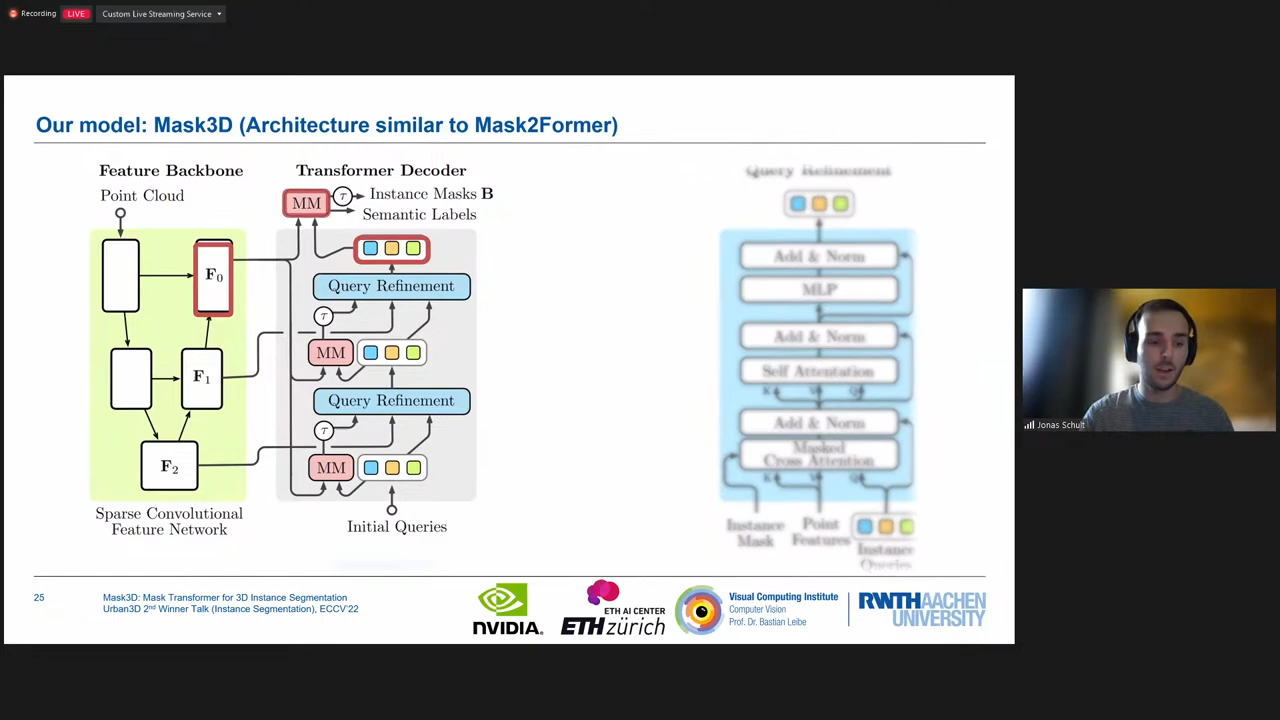 Recording
LIVE
Custom Live Streaming Service
Our model: Mask3D (Architecture similar to Mask2Former)
Feature Backbone
Transformer Decoder
Query Refinement
Point Cloud
MM
τ
Instance Masks B
Semantic Labels
F0
Query Refinement
τ
MM
F1
Query Refinement
τ
MM
F2
Sparse Convolutional
Feature Network
Initial Queries
Add & Norm
MLP
Add & Norm
Self Attentation
K V Q
Add & Norm
Masked
Cross Attention
K V Q
Instance
Mask
Point
Features
Instance
Queries
Jonas Schult
25
Mask3D: Mask Transformer for 3D Instance Segmentation
Urban3D 2nd Winner Talk (Instance Segmentation), ECCV'22
NVIDIA.
ETH AI CENTER
ETH zürich
Visual Computing Institute
Computer Vision
Prof. Dr. Bastian Leibe
RWTH AACHEN
UNIVERSITY